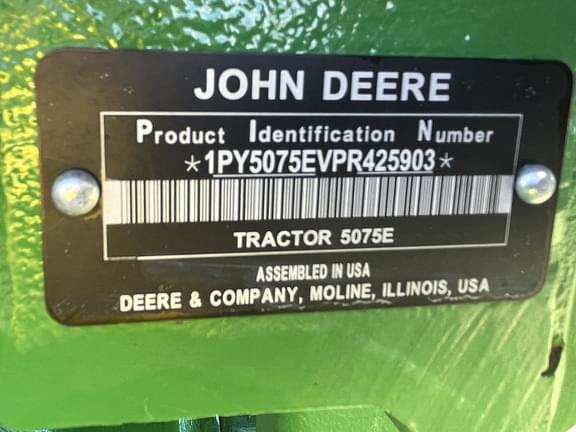 JOHN DEERE
Product Identification Number
*1PY5075EVPR425903*
TRACTOR 5075E
ASSEMBLED IN USA
DEERE & COMPANY, MOLINE, ILLINOIS, USA